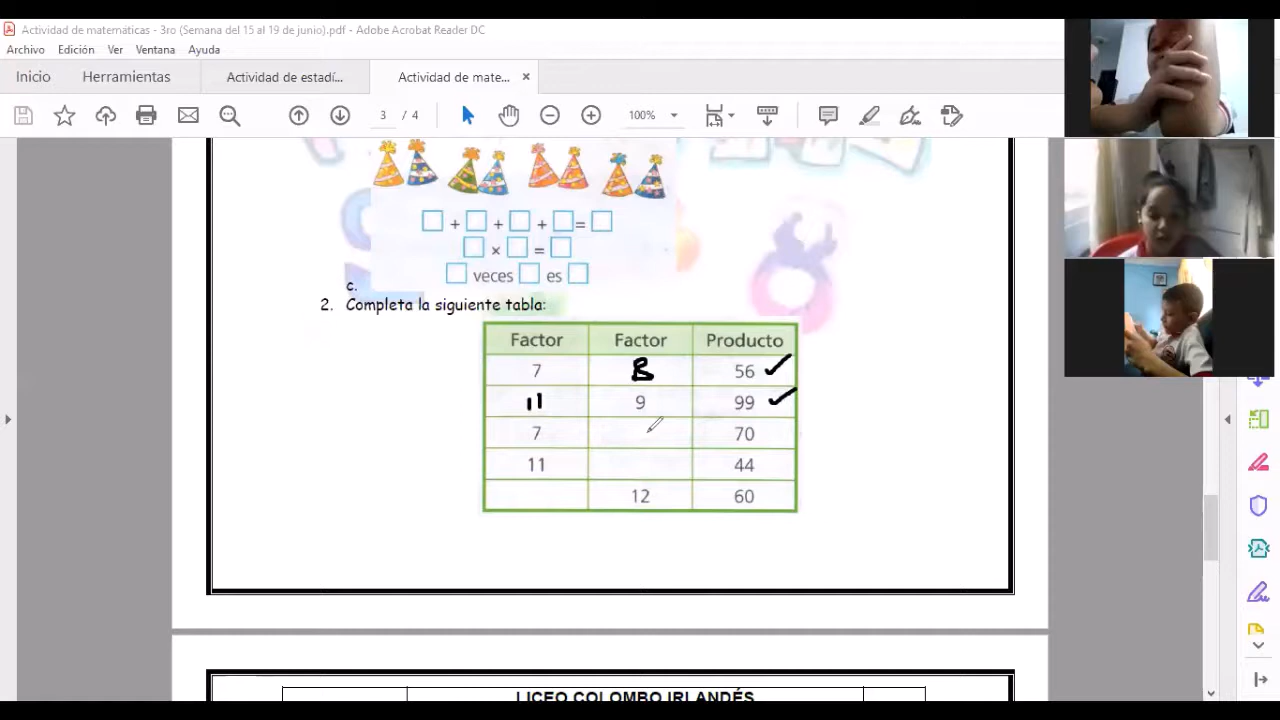 Actividad de matemáticas - 3ro (Semana del 15 al 19 de junio).pdf - Adobe Acrobat Reader DC
Archivo Edición Ver Ventana Ayuda
Inicio Herramientas Actividad de estadí... Actividad de mate... ×
3 / 4 100%
+ + + =
× =
veces es
c.
2. Completa la siguiente tabla:
Factor Factor Producto
7 8 56 ✓
11 9 99 ✓
7 70
11 44
12 60
LICEO COLOMBO IRLANDÉS